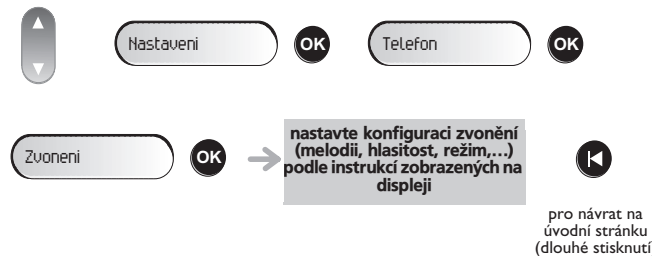 Nastaveni
OK
Telefon
OK
Zvoneni
OK
nastavte konfiguraci zvonění
(melodii, hlasitost, režim,…)
podle instrukcí zobrazených na
displeji
pro návrat na
úvodní stránku
(dlouhé stisknutí